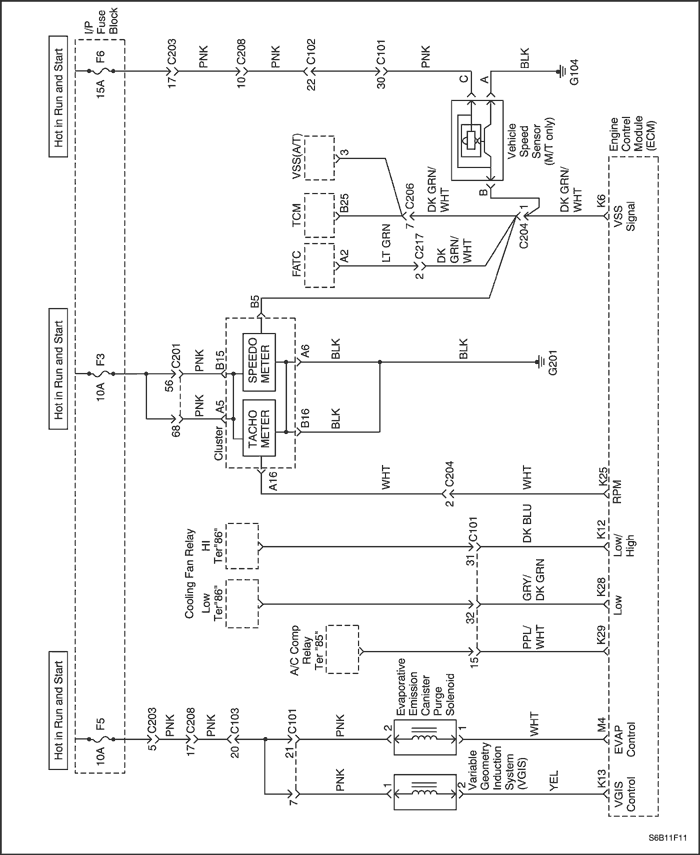 Hot in Run and Start
F5
10A
5
C203
PNK
17
C208
PNK
20
C103
21
C101
7
PNK
PNK
2
1
Evaporative
Emission
Canister
Purge
Solenoid
1
2
Variable
Geometry
Induction
System
(VGIS)
WHT
YEL
M4
EVAP
Control
K13
VGIS
Control
A/C Comp
Relay
Ter "85"
15
PPL/
WHT
K29
Cooling Fan Relay
Low
Ter"86"
HI
Ter"86"
32
GRY/
DK GRN
K28
Low
31
C101
DK BLU
K12
Low/
High
Hot in Run and Start
F3
10A
68
56
C201
PNK
PNK
Cluster
A5
B15
TACHO
METER
SPEEDO
METER
B5
A16
B16
A6
BLK
BLK
BLK
G201
WHT
2
C204
WHT
K25
RPM
FATC
A2
LT GRN
2
C217
DK
GRN/
WHT
TCM
B25
VSS(A/T)
3
7
C206
DK GRN/
WHT
C204
1
DK GRN/
WHT
K6
VSS
Signal
Hot in Run and Start
I/P
Fuse
Block
F6
15A
17
C203
PNK
10
C208
PNK
22
C102
30
C101
PNK
C
A
BLK
G104
B
Vehicle
Speed
Sensor
(M/T only)
Engine
Control
Module
(ECM)
S6B11F11